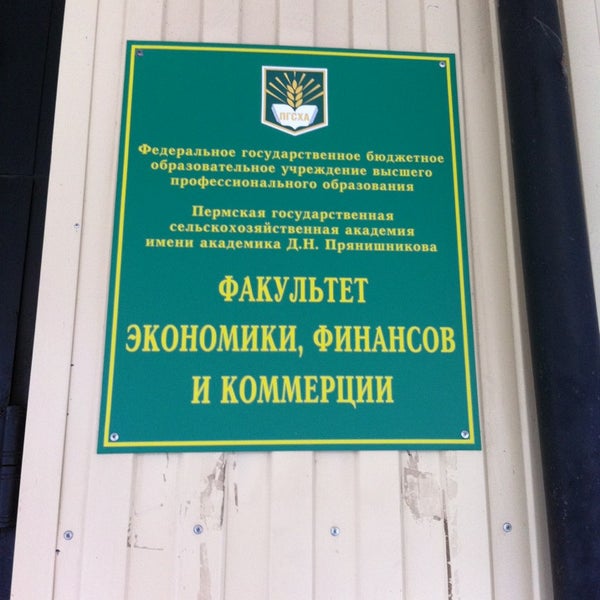 ПГСХА
Федеральное государственное бюджетное
образовательное учреждение высшего
профессионального образования
Пермская государственная
сельскохозяйственная академия
имени академика Д.Н. Прянишникова
ФАКУЛЬТЕТ
ЭКОНОМИКИ, ФИНАНСОВ
И КОММЕРЦИИ